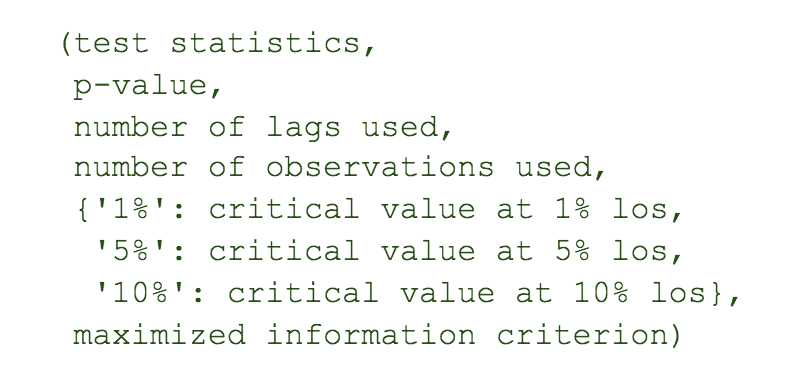 (test statistics,
p-value,
number of lags used,
number of observations used,
{'1%': critical value at 1% los,
'5%': critical value at 5% los,
'10%': critical value at 10% los},
maximized information criterion)